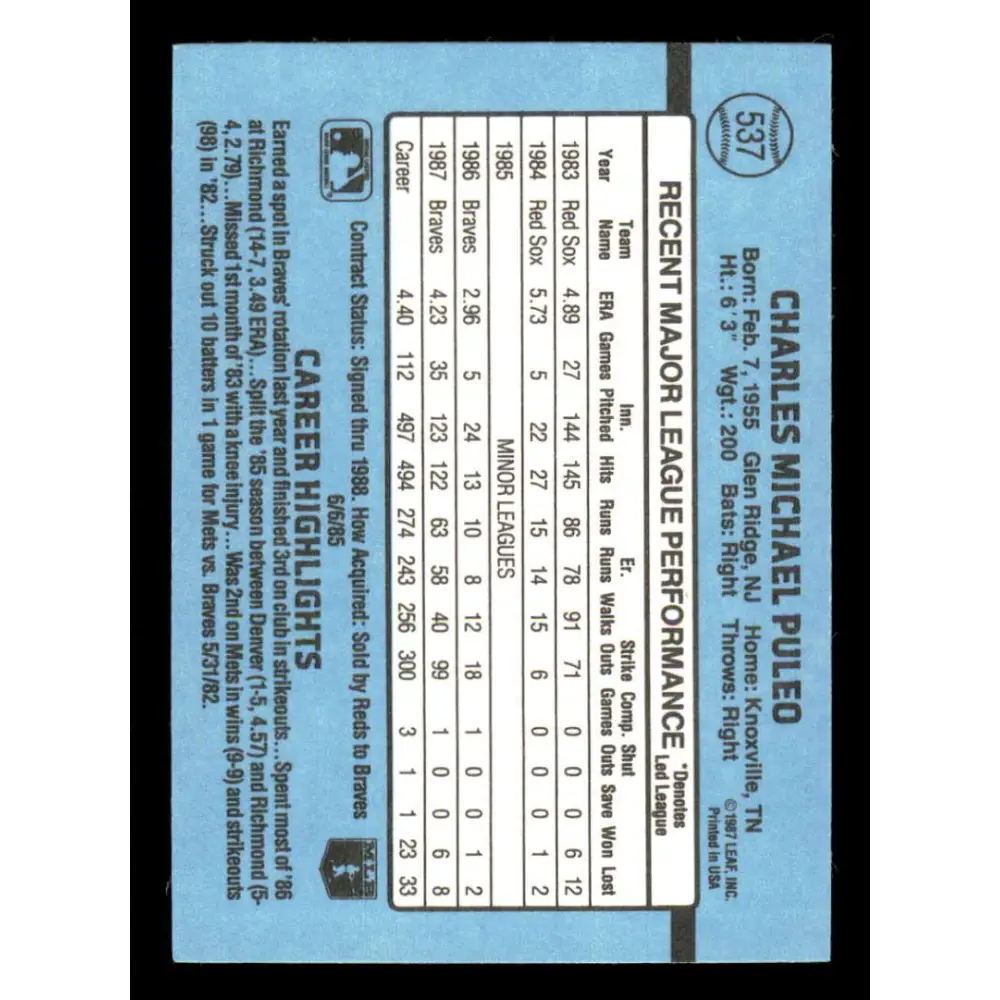 537
CHARLES MICHAEL PULEO
Born: Feb. 7, 1955 Glen Ridge, NJ Home: Knoxville, TN
Ht.: 6'3" Wgt.: 200 Bats: Right Throws: Right
©1987 LEAF, INC.
Printed in USA
RECENT MAJOR LEAGUE PERFORMANCE *Denotes Led League
Year Team Name ERA Games Inn. Pitched Hits Runs Er. Runs Walks Strike Outs Comp. Games Shut Outs Save Won Lost
1983 Red Sox 4.89 27 144 145 86 78 91 71 0 0 0 6 12
1984 Red Sox 5.73 5 22 27 15 14 15 6 0 0 0 1 2
1985 MINOR LEAGUES
1986 Braves 2.96 5 24 13 10 8 12 18 1 0 0 1 2
1987 Braves 4.23 35 123 122 63 58 40 99 1 0 0 6 8
Career 4.40 112 497 494 274 243 256 300 3 1 1 23 33
Contract Status: Signed thru 1988. How Acquired: Sold by Reds to Braves
6/6/85
MLB
CAREER HIGHLIGHTS
Earned a spot in Braves' rotation last year and finished 3rd on club in strikeouts...Spent most of '86
at Richmond (14-7, 3.49 ERA)...Split the '85 season between Denver (1-5, 4.57) and Richmond (5-
4, 2.79)...Missed 1st month of '83 with a knee injury...Was 2nd on Mets in wins (9-9) and strikeouts
(98) in '82...Struck out 10 batters in 1 game for Mets vs. Braves 5/31/82.